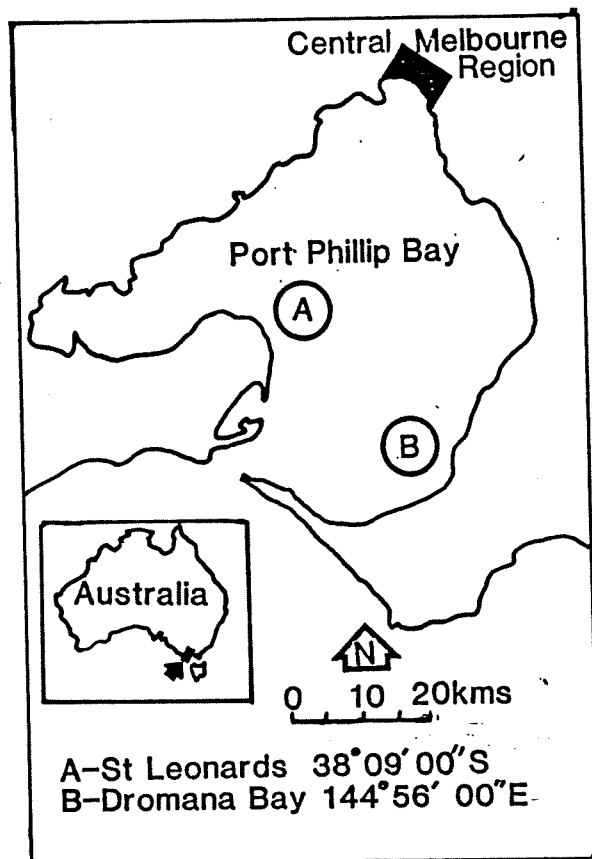 Central Melbourne
Region
Port Phillip Bay
A
B
Australia
N
0 10 20kms
A-St Leonards 38°09′00″S
B-Dromana Bay 144°56′ 00″E